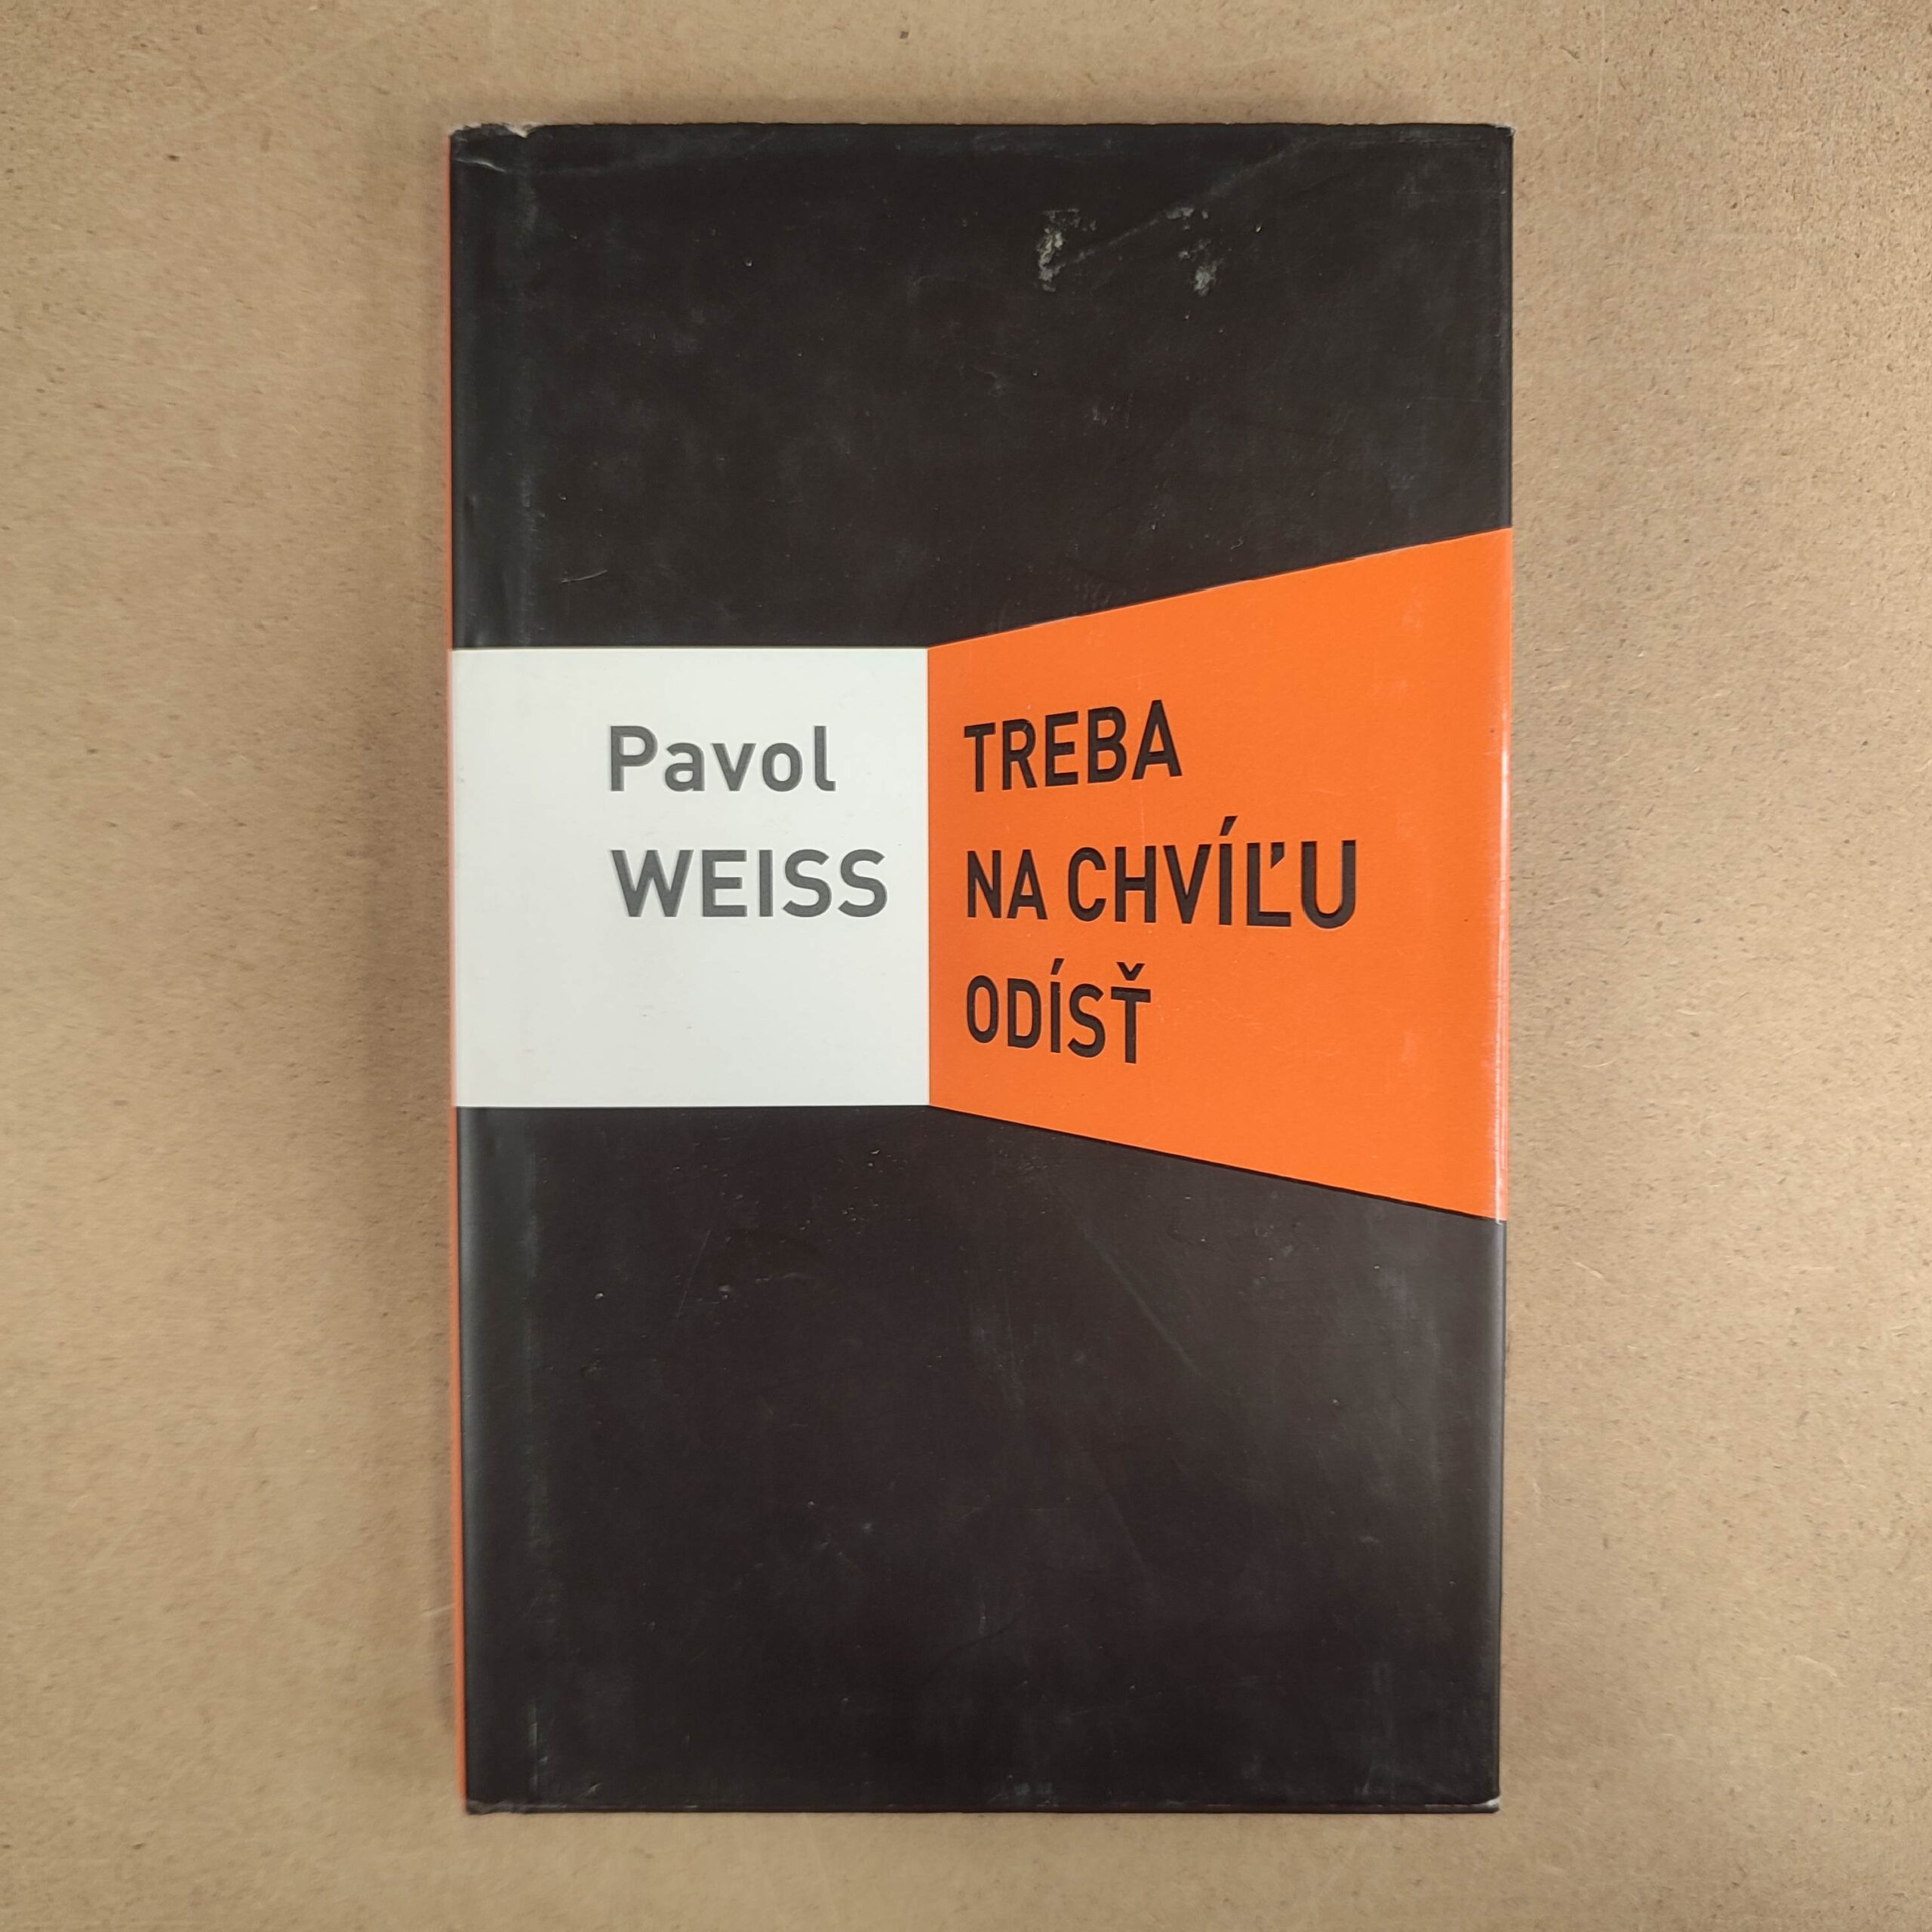 Pavol
WEISS
TREBA
NA CHVÍĽU
ODÍSŤ